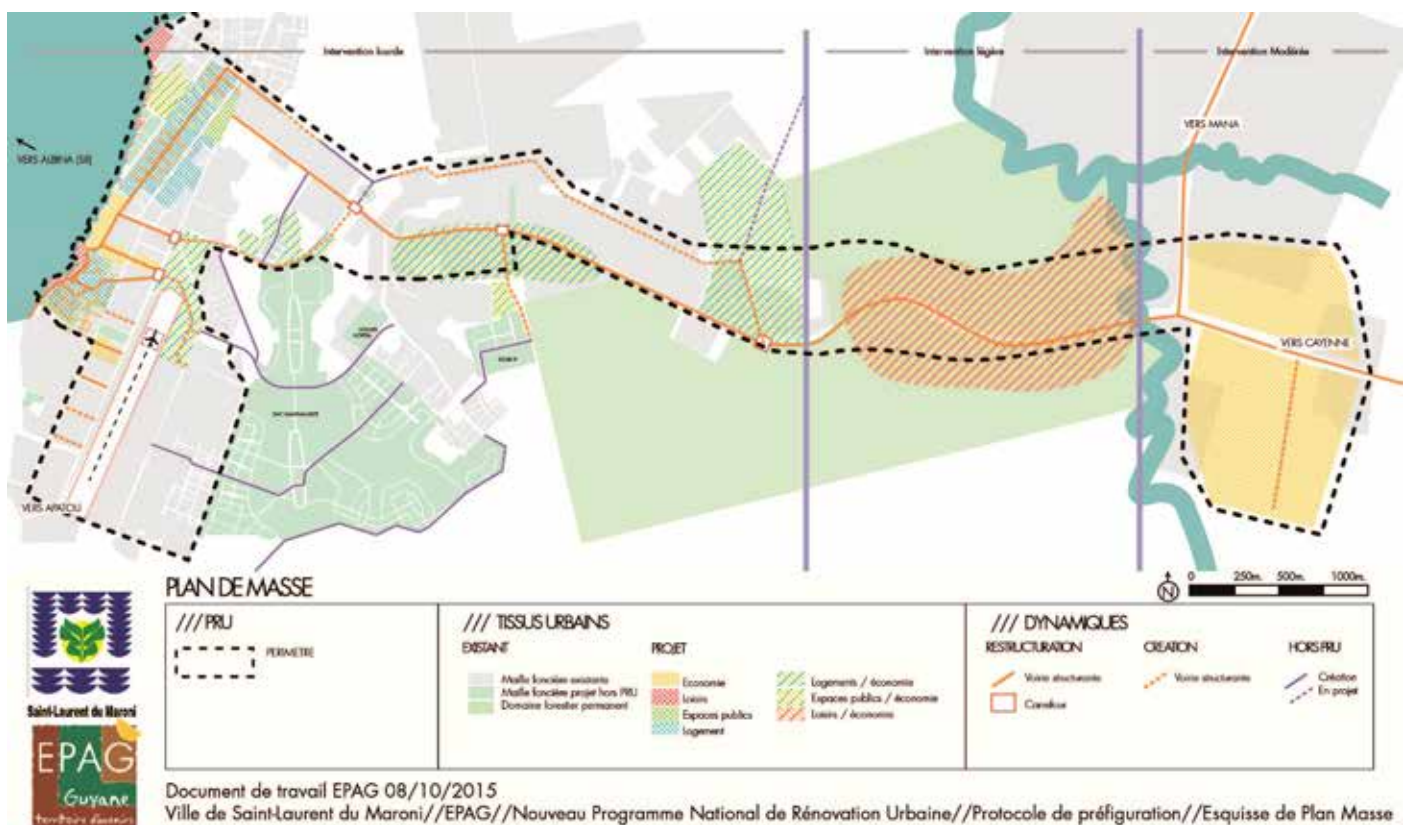 Intervention lourde
Intervention légère
Intervention Modérée
VERS MANA
VERS ALBINA (SR)
VERS CAYENNE
VERS APATOU
PLAN DE MASSE
0 250m. 500m. 1000m.
N
/// PRU
PERIMETRE
/// TISSUS URBAINS
EXISTANT
Maille foncière existante
Maille foncière projet hors PRU
Domaine forestier permanent
PROJET
Economie
Loisirs
Espaces publics
Logement
Logements / économie
Espaces publics / économie
Loisirs / économie
/// DYNAMIQUES
RESTRUCTURATION
Voirie structurante
Carrefour
CREATION
Voirie structurante
HORS PRU
Création
En projet
Saint-Laurent du Maroni
EPAG
Guyane
territoire d'avenirs
Document de travail EPAG 08/10/2015
Ville de Saint-Laurent du Maroni//EPAG//Nouveau Programme National de Rénovation Urbaine//Protocole de préfiguration//Esquisse de Plan Masse